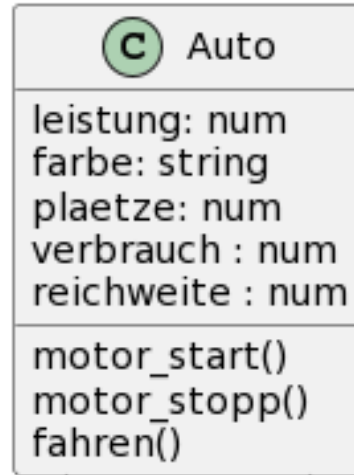 C Auto
leistung: num
farbe: string
plaetze: num
verbrauch : num
reichweite : num
motor_start()
motor_stopp()
fahren()